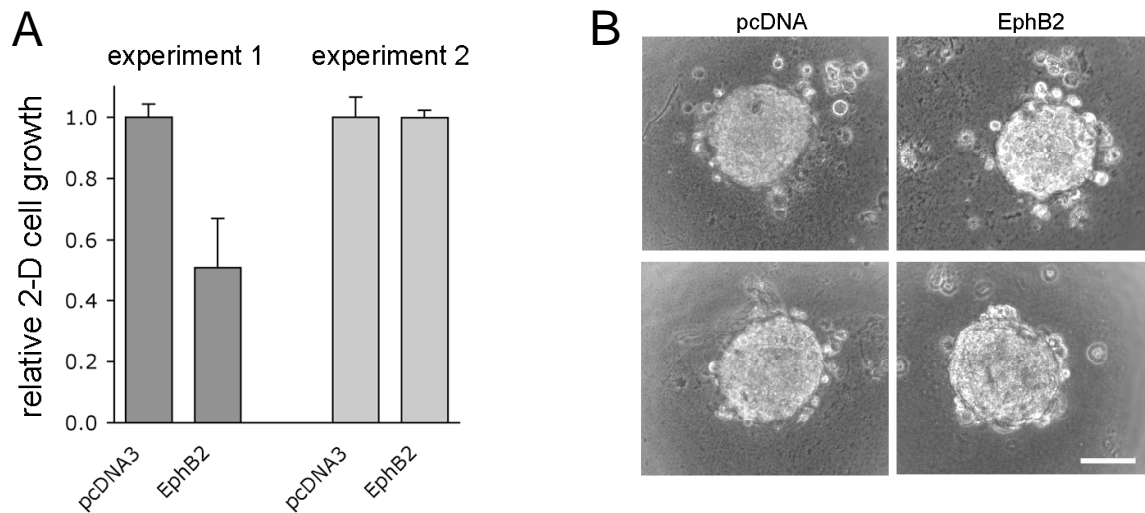 A
experiment 1 experiment 2
relative 2-D cell growth
1.0
0.8
0.6
0.4
0.2
0.0
pcDNA3 EphB2 pcDNA3 EphB2
B
pcDNA EphB2